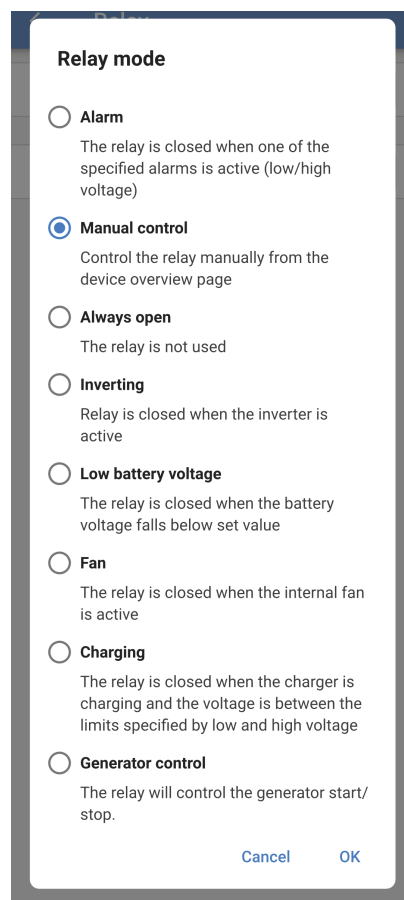 Relay
Relay mode
Alarm
The relay is closed when one of the
specified alarms is active (low/high
voltage)
Manual control
Control the relay manually from the
device overview page
Always open
The relay is not used
Inverting
Relay is closed when the inverter is
active
Low battery voltage
The relay is closed when the battery
voltage falls below set value
Fan
The relay is closed when the internal fan
is active
Charging
The relay is closed when the charger is
charging and the voltage is between the
limits specified by low and high voltage
Generator control
The relay will control the generator start/
stop.
Cancel OK